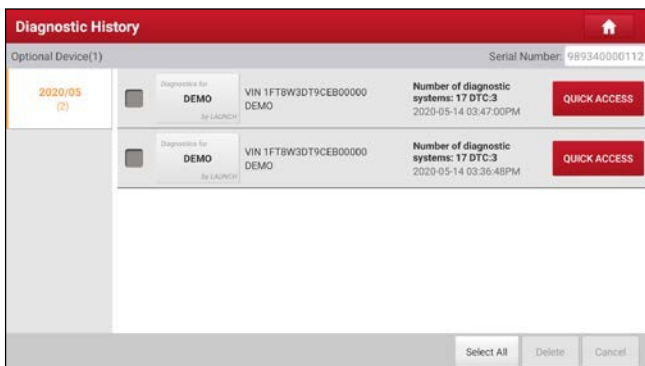 Diagnostic History
Optional Device(1)
Serial Number: 989340000112
2020/05
(2)
Diagnostics for
DEMO
by LAUNCH
VIN 1FT8W3DT9CEB00000
DEMO
Number of diagnostic
systems: 17 DTC:3
2020-05-14 03:47:00PM
QUICK ACCESS
Diagnostics for
DEMO
by LAUNCH
VIN 1FT8W3DT9CEB00000
DEMO
Number of diagnostic
systems: 17 DTC:3
2020-05-14 03:36:48PM
QUICK ACCESS
Select All
Delete
Cancel